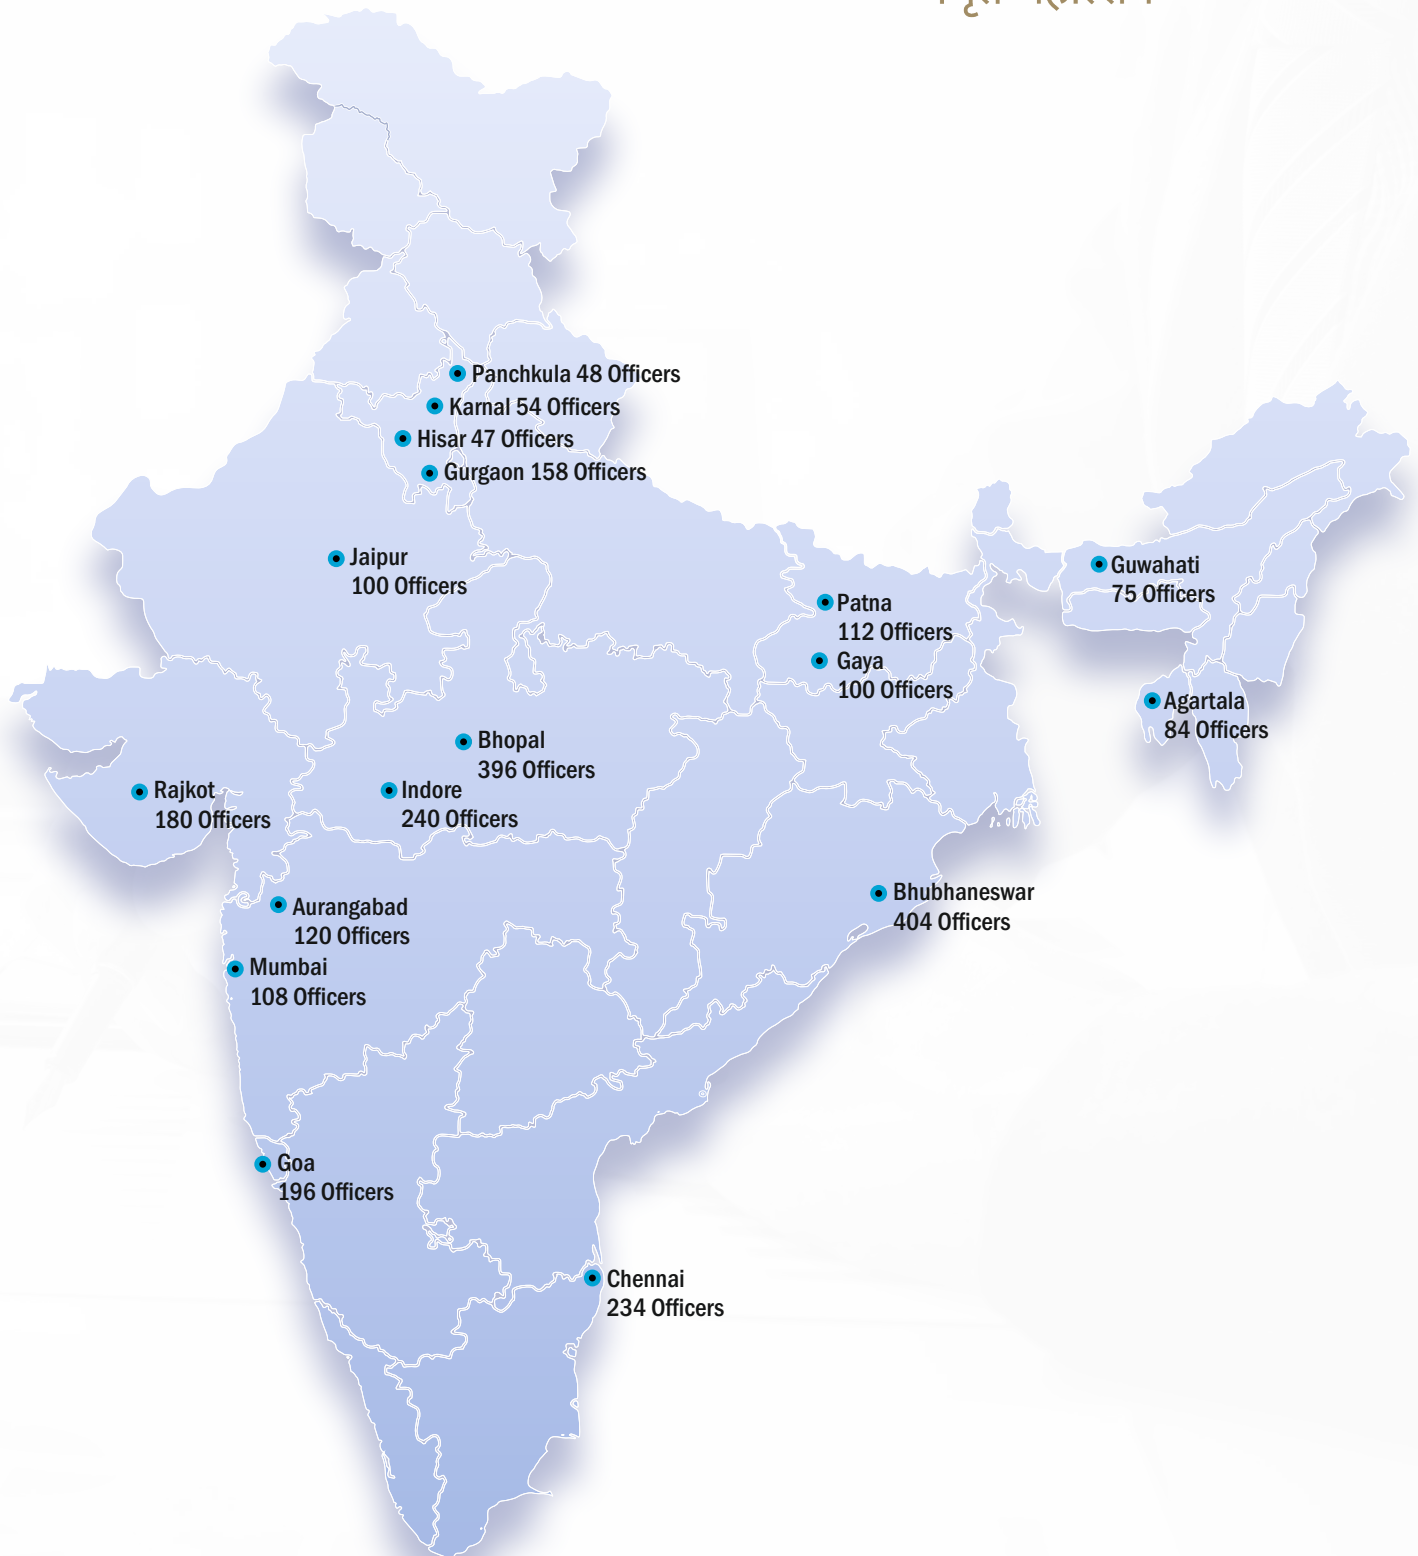 Panchkula 48 Officers
Karnal 54 Officers
Hisar 47 Officers
Gurgaon 158 Officers
Jaipur
100 Officers
Guwahati
75 Officers
Patna
112 Officers
Gaya
100 Officers
Agartala
84 Officers
Bhopal
396 Officers
Indore
240 Officers
Rajkot
180 Officers
Bhubhaneswar
404 Officers
Aurangabad
120 Officers
Mumbai
108 Officers
Goa
196 Officers
Chennai
234 Officers